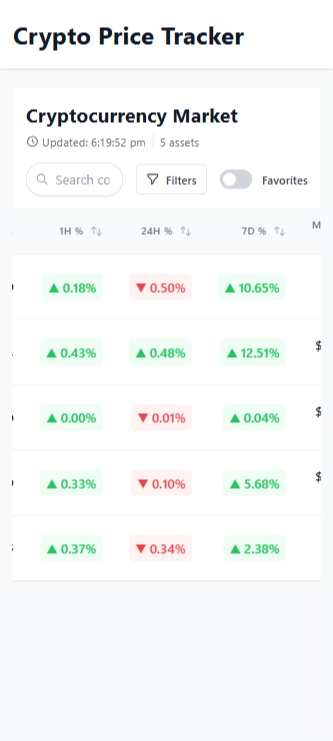 Crypto Price Tracker
Cryptocurrency Market
Updated: 6:19:52 pm 5 assets
Search co Filters Favorites
1H % 24H % 7D % M
▲ 0.18% ▼ 0.50% ▲ 10.65%
▲ 0.43% ▲ 0.48% ▲ 12.51% $
▲ 0.00% ▼ 0.01% ▲ 0.04% $
▲ 0.33% ▼ 0.10% ▲ 5.68% $
▲ 0.37% ▼ 0.34% ▲ 2.38%